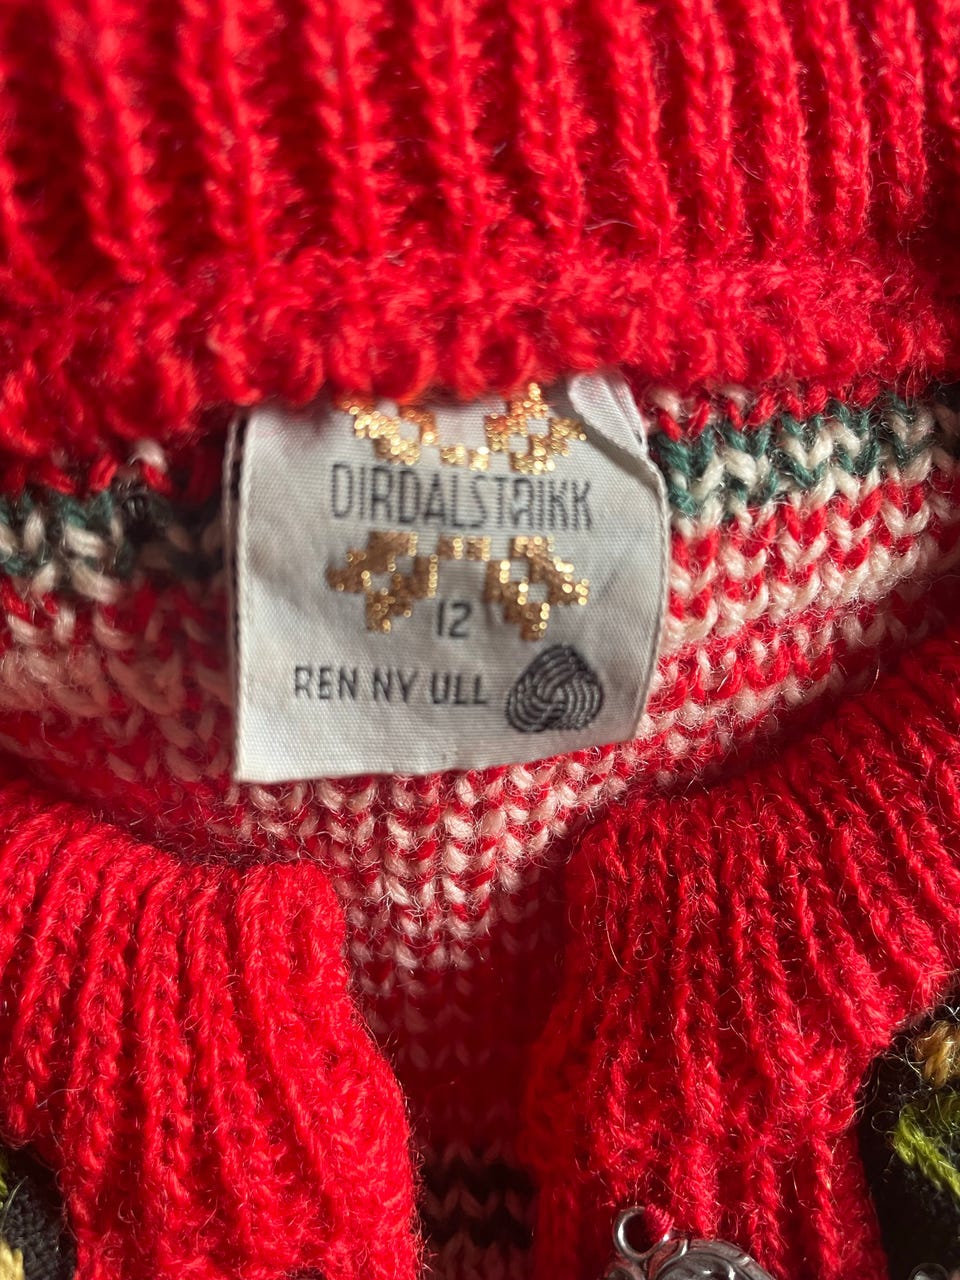 DIRDALSTRIKK
12
REN NY ULL